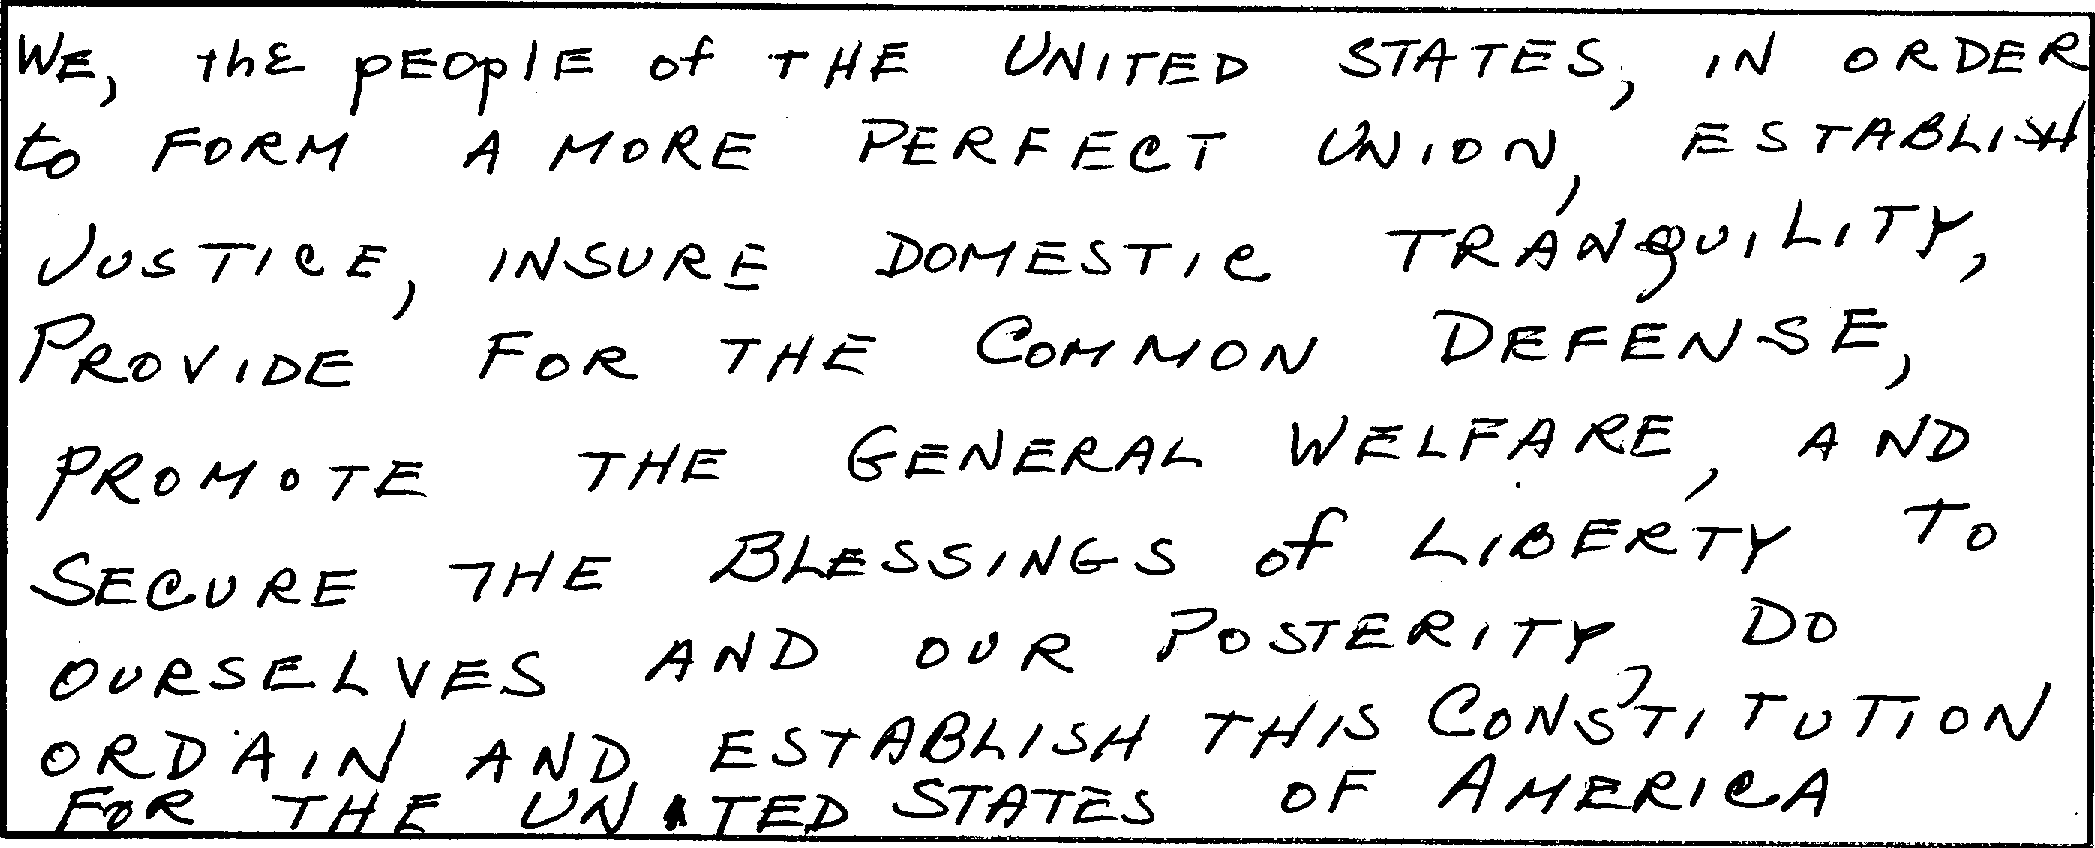 WE, thE pEOplE of THE UNITED STATES, IN ORDER
to FORM A MORE PERFECT UNION, ESTABLISH
JUSTICE, INSURE DOMESTIC TRANqUILITY,
PROVIDE FOR THE COMMON DEFENSE,
PROMOTE THE GENERAL WELFARE, AND
SECURE THE BLESSINGS of LIBERTY TO
OURSELVES AND OUR POSTERITY, DO
ORDAIN AND ESTABLISH THIS CONSTITUTION
FOR THE UNITED STATES OF AMERICA